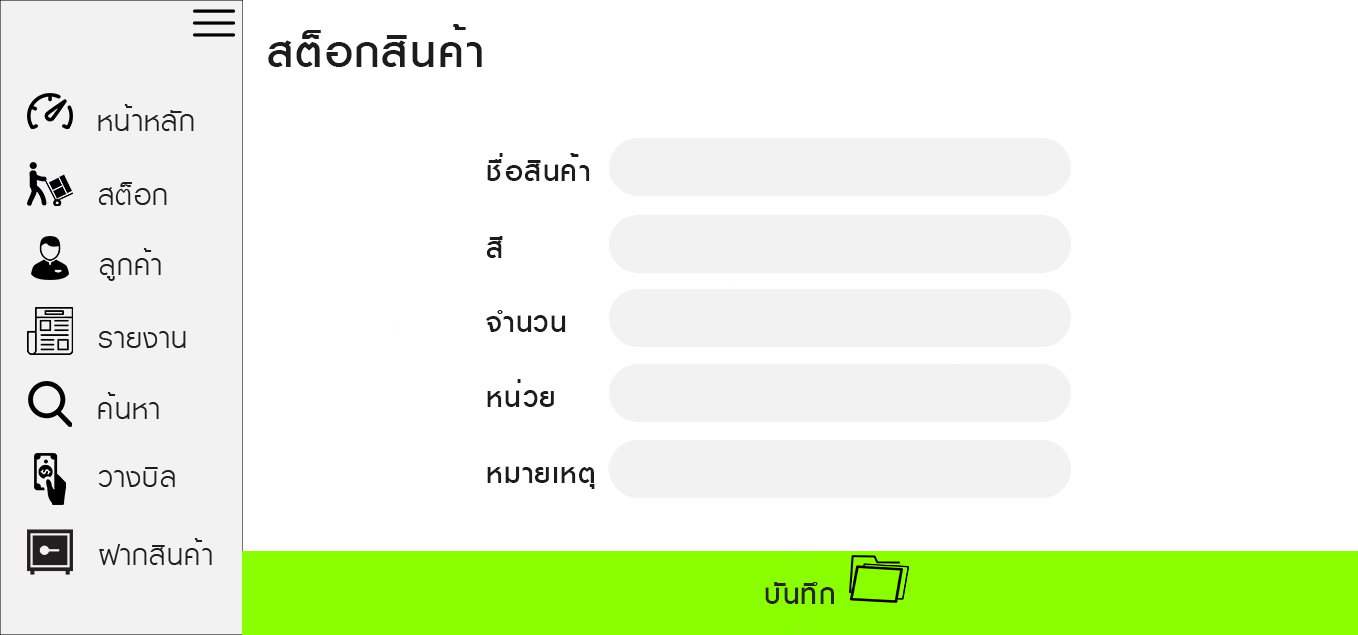 สต็อกสินค้า
หน้าหลัก
สต็อก
ลูกค้า
รายงาน
ค้นหา
วางบิล
ฝากสินค้า
ชื่อสินค้า
สี
จำนวน
หน่วย
หมายเหตุ
บันทึก